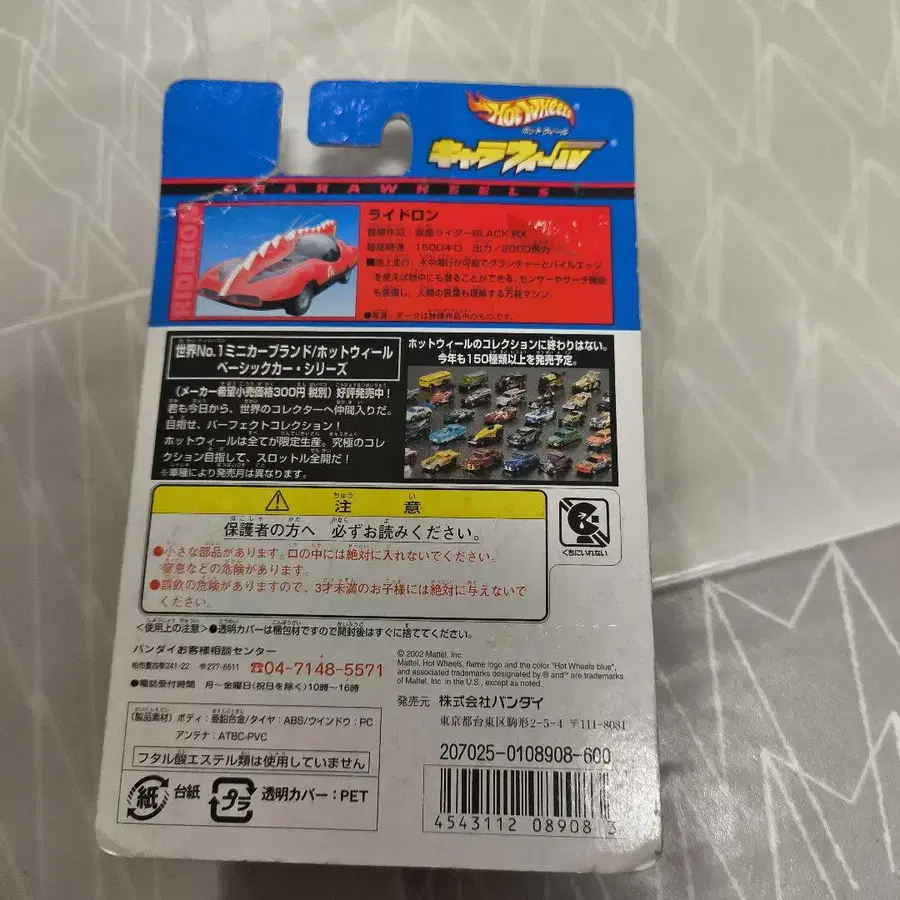 Hot Wheels
ホットウィール
キャラウィール
CHARAWHEELS
RIDERON
ライドロン
登場作品 仮面ライダーBLACK RX
最高時速 1500キロ 出力/2000馬力
●地上走行、水中潜行が可能でグランチャーとパイルエッジ
を使えば地中にも潜ることができる。センサーやサーチ機能
も装備し、人間の言葉も理解する万能マシン。
●写真、データは映像作品中のものです。
世界No.1ミニカーブランド/ホットウィール
ベーシックカー・シリーズ
(メーカー希望小売価格300円 税別) 好評発売中!
君も今日から、世界のコレクターへ仲間入りだ。
目指せ、パーフェクトコレクション!
ホットウィールは全てが限定生産。究極のコレ
クション目指して、スロットル全開だ!
※車種により発売月は異なります。
ホットウィールのコレクションに終わりはない。
今年も150種類以上を発売予定。
注意
保護者の方へ 必ずお読みください。
●小さな部品があります。口の中には絶対に入れないでください。
窒息などの危険があります。
●誤飲の危険がありますので、3才未満のお子様には絶対に与えないで
ください。
くちにいれない
<使用上の注意>●透明カバーは梱包材ですので開封後はすぐに捨ててください。
バンダイお客様相談センター
柏市豊四季241-22 〒277-8511 ☎04-7148-5571
●電話受付時間 月〜金曜日(祝日を除く)10時〜16時
© 2002 Mattel, Inc.
Mattel, Hot Wheels, flame logo and the color "Hot Wheels blue",
and associated trademarks designated by ® and ™ are trademarks
of Mattel, Inc. in the U.S., except as noted.
発売元 株式会社バンダイ
東京都台東区駒形2-5-4 〒111-8081
〔製品素材〕ボディ:亜鉛合金/タイヤ:ABS/ウインドウ:PC
アンテナ:ATBC-PVC
フタル酸エステル類は使用していません
紙 台紙 プラ 透明カバー:PET
207025-0108908-600
4543112 08908 3